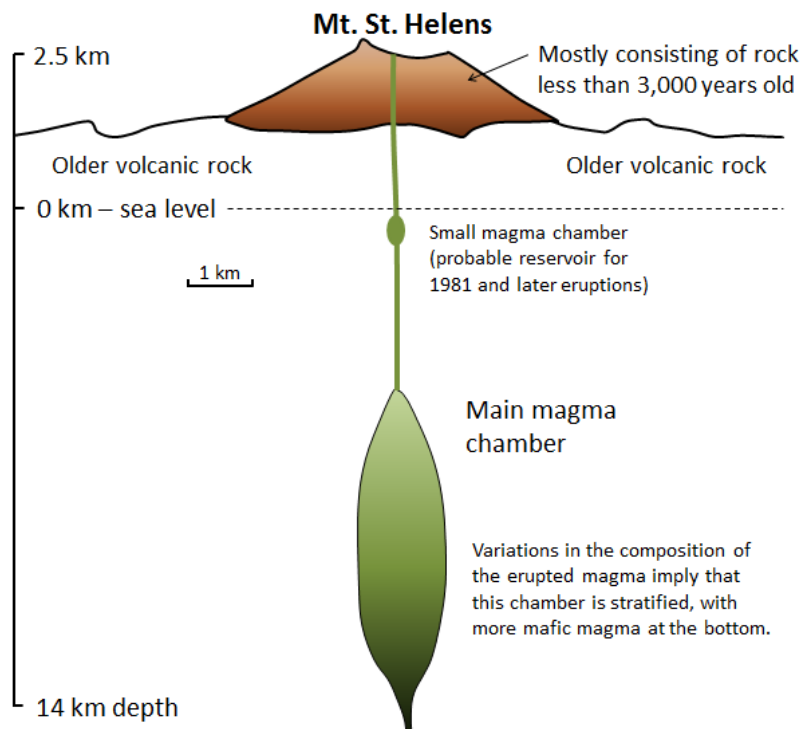 Mt. St. Helens
2.5 km
Mostly consisting of rock
less than 3,000 years old
Older volcanic rock
Older volcanic rock
0 km – sea level
Small magma chamber
(probable reservoir for
1981 and later eruptions)
1 km
Main magma
chamber
Variations in the composition of
the erupted magma imply that
this chamber is stratified, with
more mafic magma at the bottom.
14 km depth